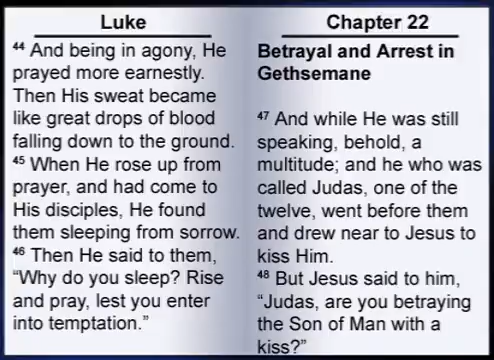 Luke
44 And being in agony, He
prayed more earnestly.
Then His sweat became
like great drops of blood
falling down to the ground.
45 When He rose up from
prayer, and had come to
His disciples, He found
them sleeping from sorrow.
46 Then He said to them,
“Why do you sleep? Rise
and pray, lest you enter
into temptation.”
Chapter 22
Betrayal and Arrest in
Gethsemane
47 And while He was still
speaking, behold, a
multitude; and he who was
called Judas, one of the
twelve, went before them
and drew near to Jesus to
kiss Him.
48 But Jesus said to him,
“Judas, are you betraying
the Son of Man with a
kiss?”